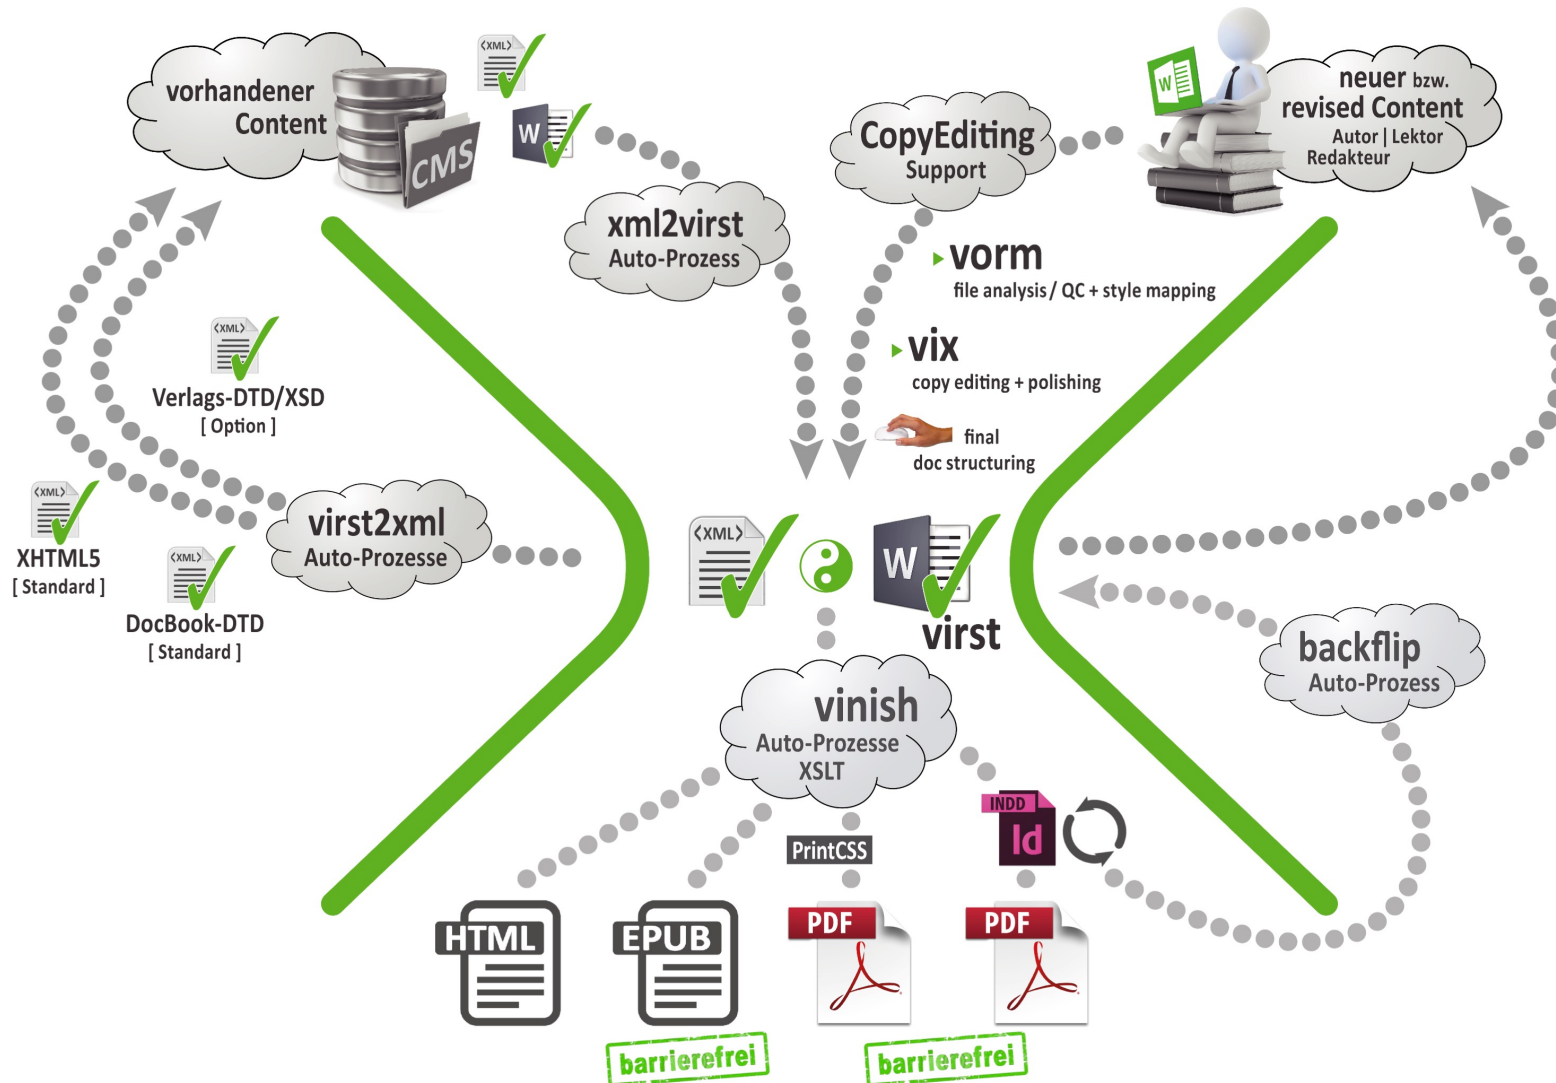 <XML>
vorhandener
Content
CMS
W
xml2virst
Auto-Prozess
CopyEditing
Support
W
neuer bzw.
revised Content
Autor | Lektor
Redakteur
vorm
file analysis / QC + style mapping
vix
copy editing + polishing
final
doc structuring
<XML>
Verlags-DTD/XSD
[ Option ]
<XML>
XHTML5
[ Standard ]
<XML>
DocBook-DTD
[ Standard ]
virst2xml
Auto-Prozesse
<XML>
W
virst
backflip
Auto-Prozess
vinish
Auto-Prozesse
XSLT
PrintCSS
INDD
Id
HTML
EPUB
PDF
PDF
barrierefrei
barrierefrei